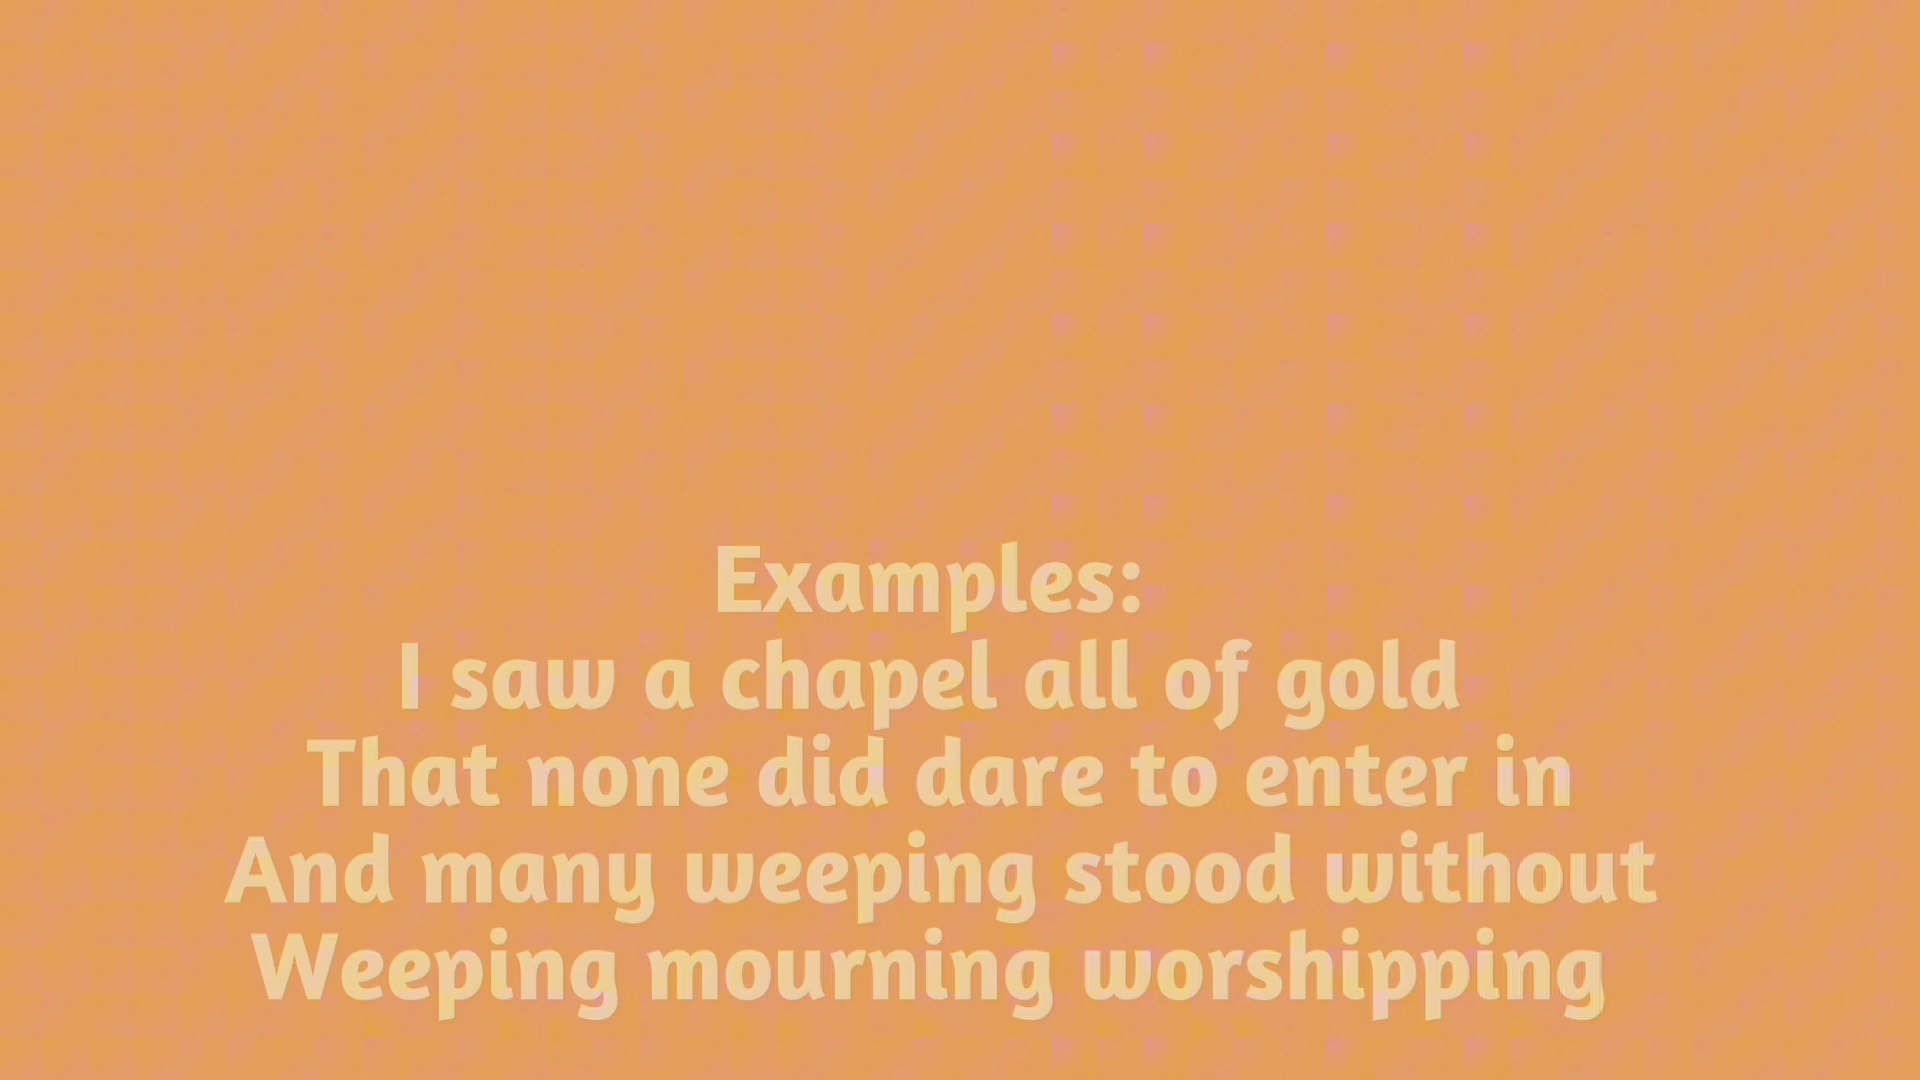 Examples:
I saw a chapel all of gold
That none did dare to enter in
And many weeping stood without
Weeping mourning worshipping